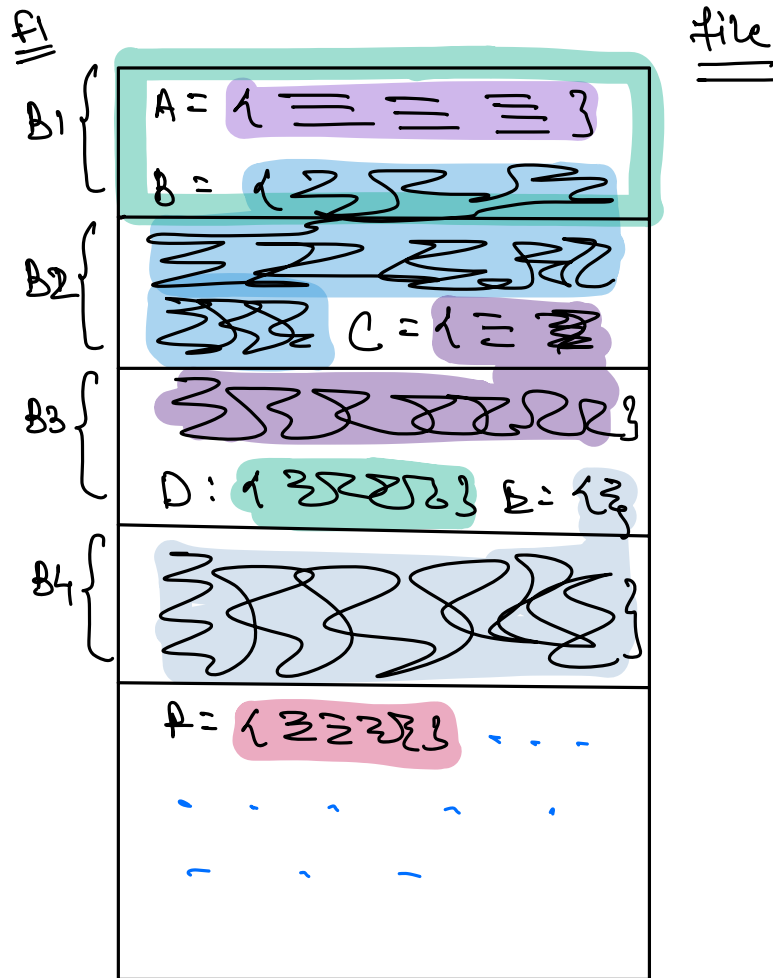 f1 file
B1 A = { }
B = {
B2
C = {
B3 }
D : { } E = {
B4 }
= { } - - -